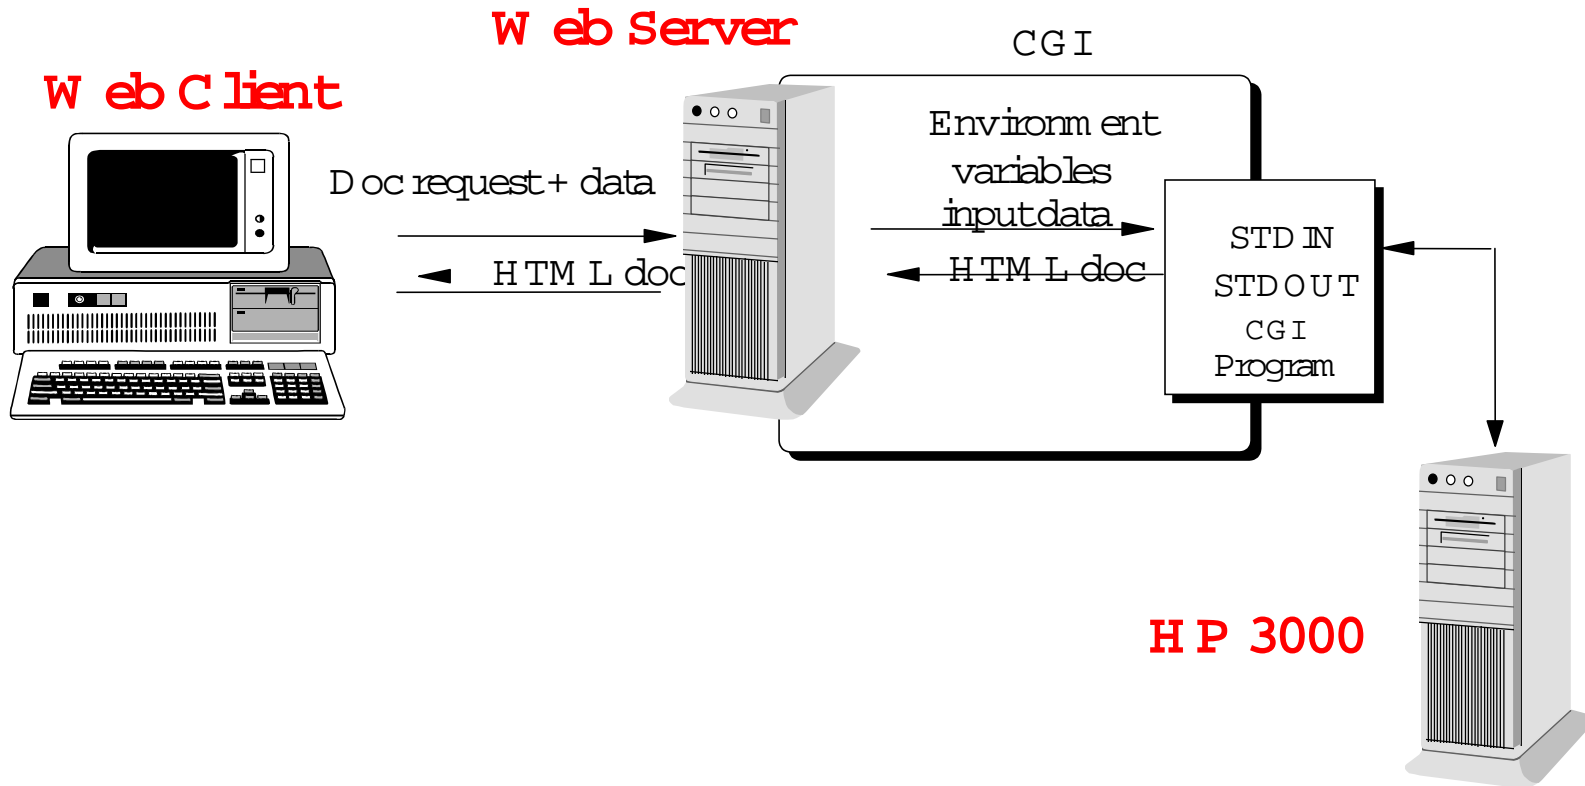 Web Server
CGI
Web Client
Environment
variables
input data
Doc request + data
HTML doc
HTML doc
STDIN
STDOUT
CGI
Program
HP 3000